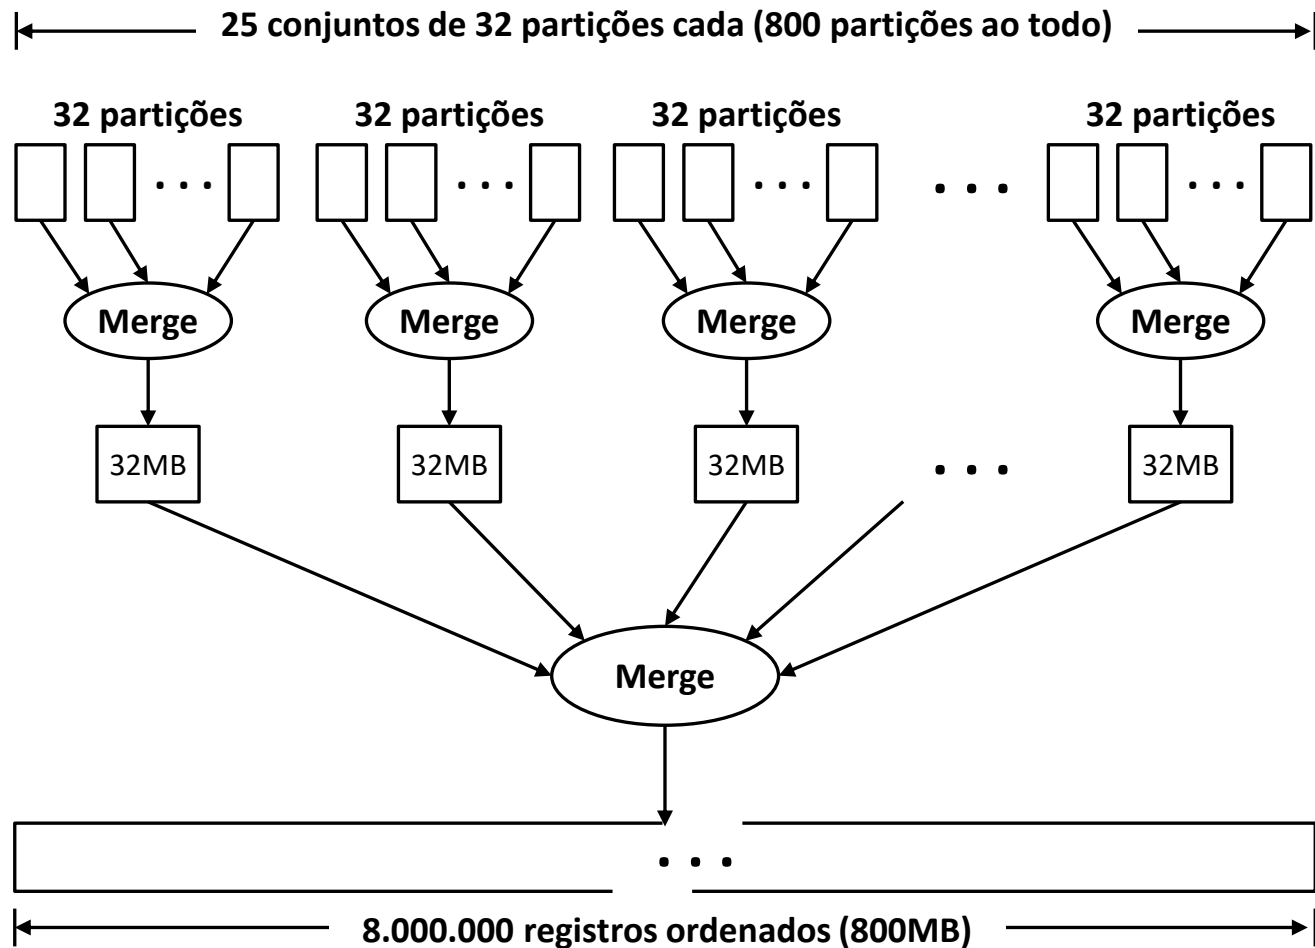 25 conjuntos de 32 partições cada (800 partições ao todo)
32 partições
32 partições
32 partições
32 partições
. . .
. . .
. . .
. . .
. . .
Merge
Merge
Merge
Merge
32MB
32MB
32MB
. . .
32MB
Merge
. . .
8.000.000 registros ordenados (800MB)